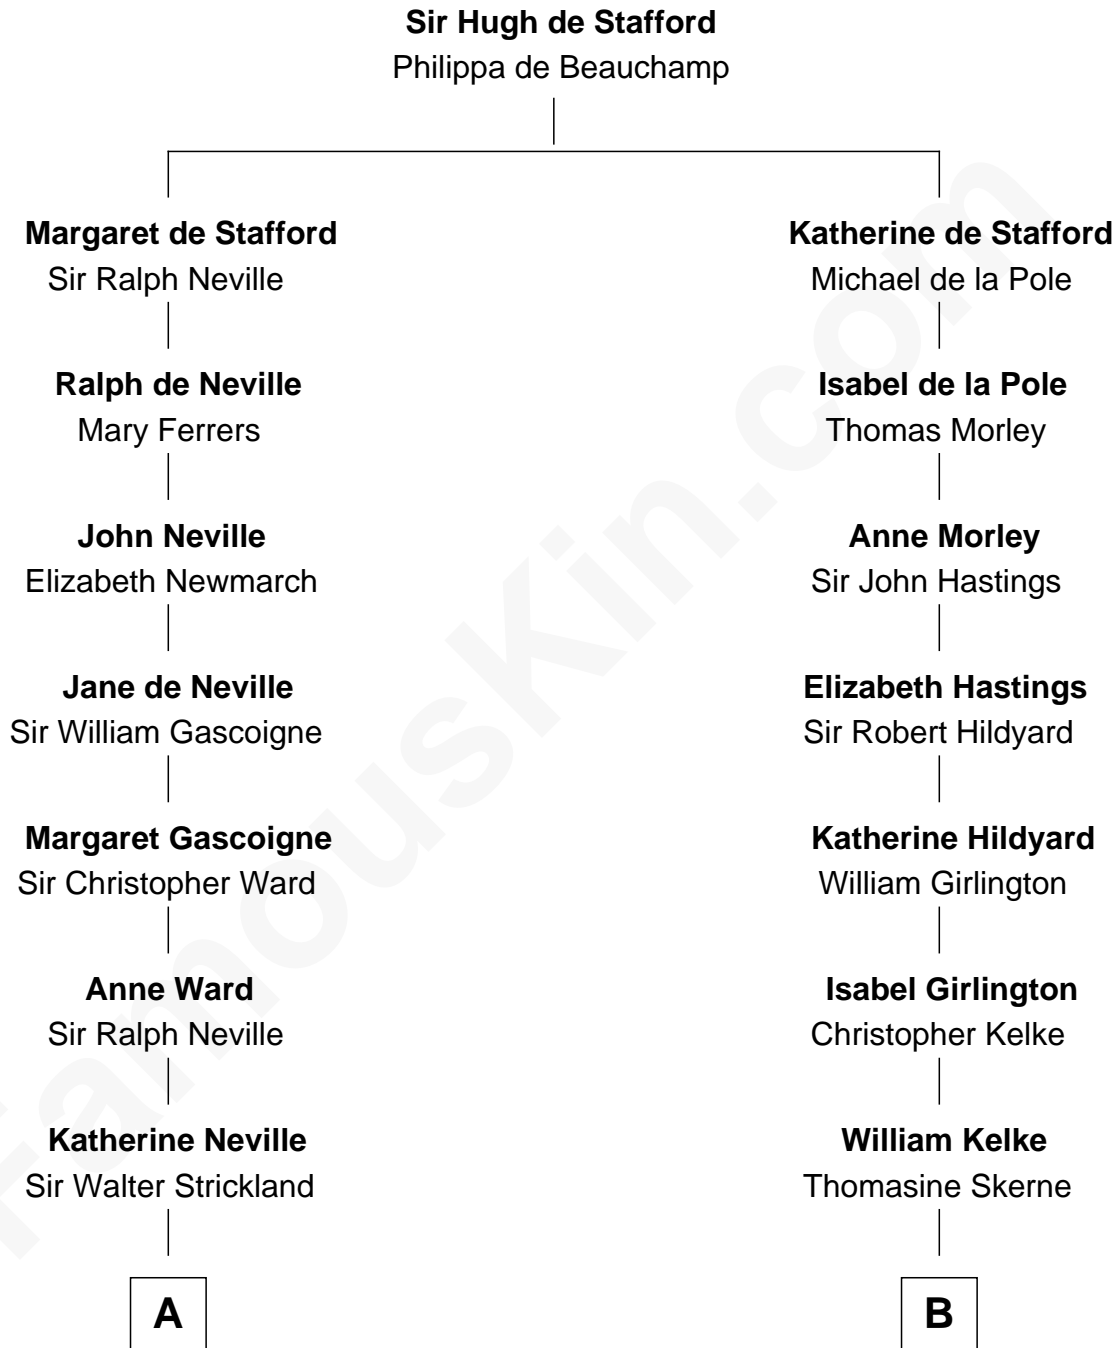 Sir Hugh de Stafford
Philippa de Beauchamp
Margaret de Stafford
Sir Ralph Neville
Katherine de Stafford
Michael de la Pole
Ralph de Neville
Mary Ferrers
Isabel de la Pole
Thomas Morley
John Neville
Elizabeth Newmarch
Anne Morley
Sir John Hastings
Jane de Neville
Sir William Gascoigne
Elizabeth Hastings
Sir Robert Hildyard
Margaret Gascoigne
Sir Christopher Ward
Katherine Hildyard
William Girlington
Anne Ward
Sir Ralph Neville
Isabel Girlington
Christopher Kelke
Katherine Neville
Sir Walter Strickland
William Kelke
Thomasine Skerne
A
B
FamousKin.com